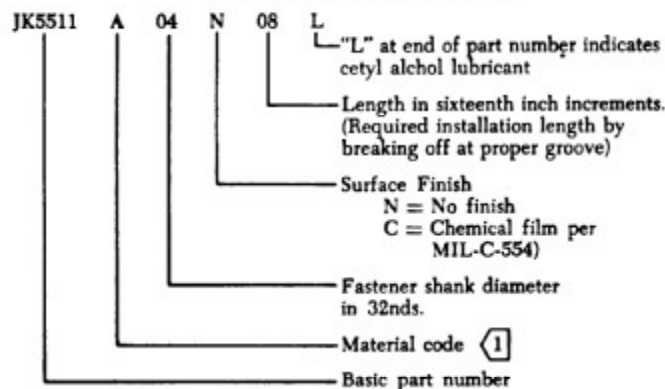 JK5511 A 04 N 08 L
"L" at end of part number indicates
cetyl alchol lubricant
Length in sixteenth inch increments.
(Required installation length by
breaking off at proper groove)
Surface Finish
N = No finish
C = Chemical film per
MIL-C-554)
Fastener shank diameter
in 32nds.
Material code 1
Basic part number